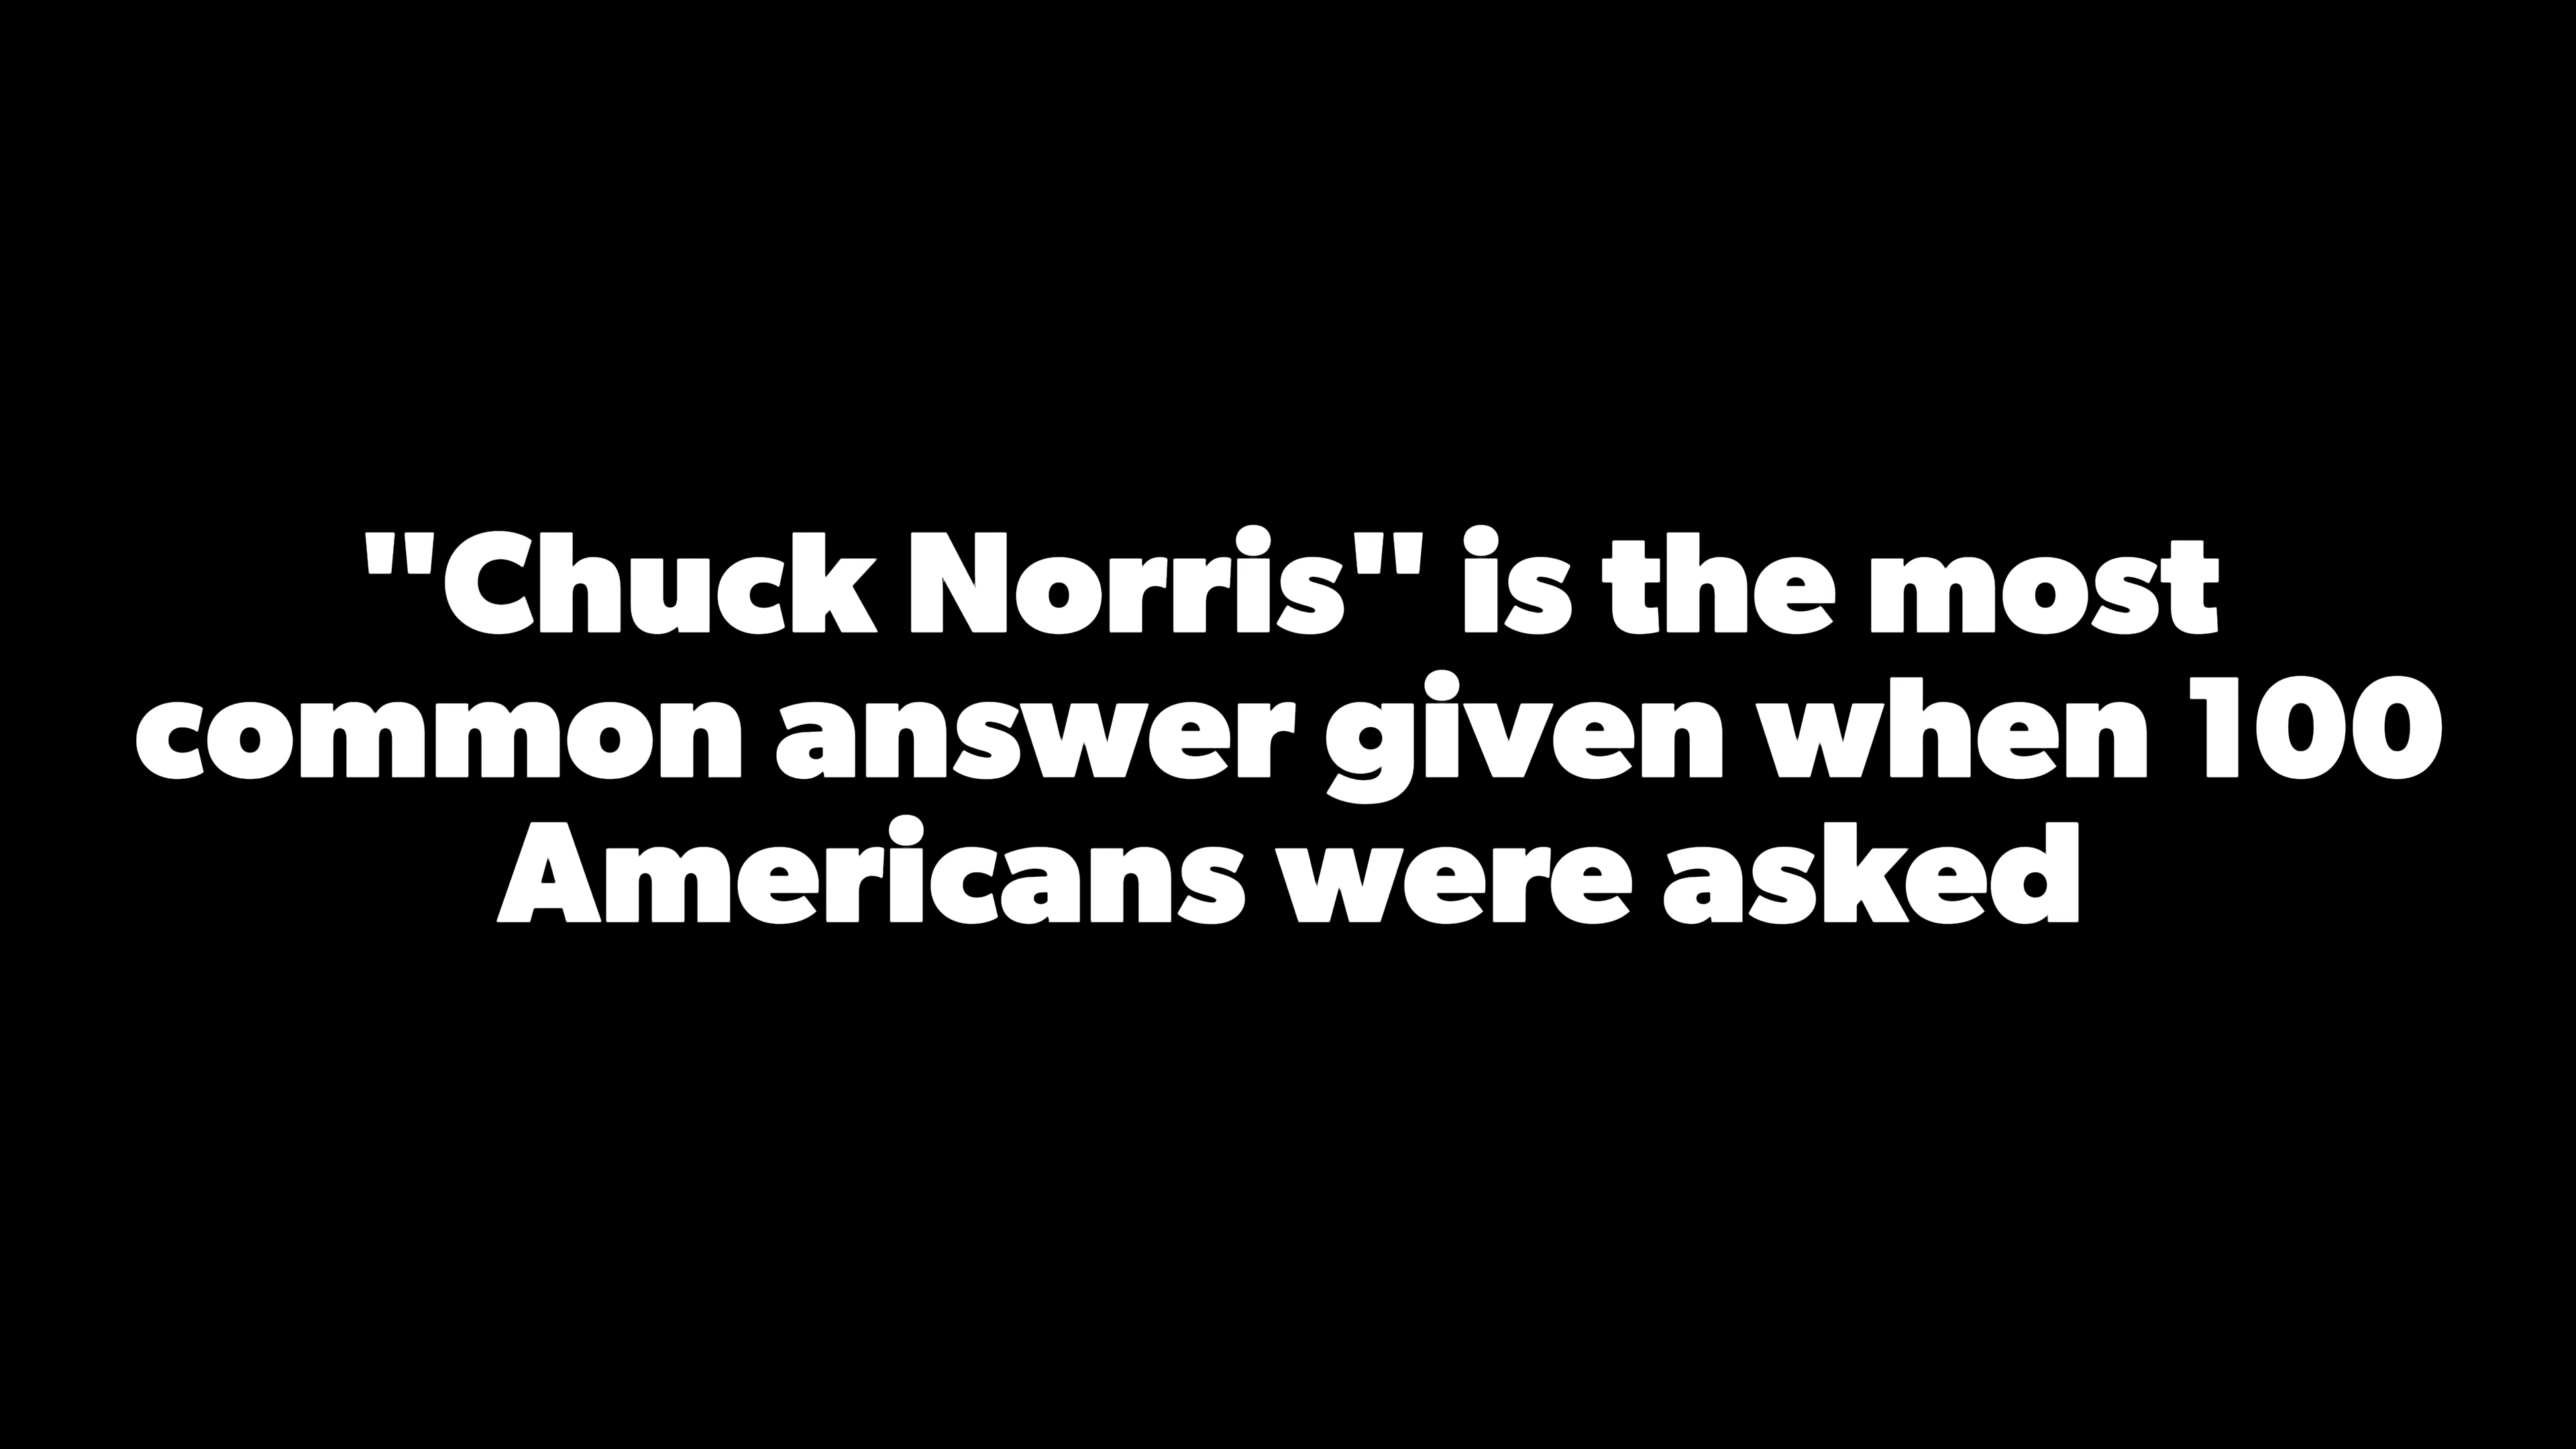 "Chuck Norris" is the most
common answer given when 100
Americans were asked